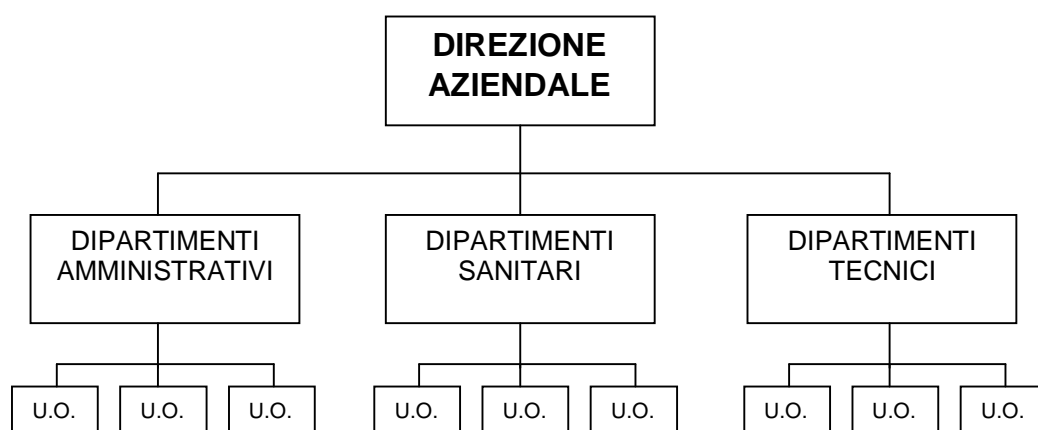 DIREZIONE
AZIENDALE
DIPARTIMENTI
AMMINISTRATIVI
DIPARTIMENTI
SANITARI
DIPARTIMENTI
TECNICI
U.O.
U.O.
U.O.
U.O.
U.O.
U.O.
U.O.
U.O.
U.O.